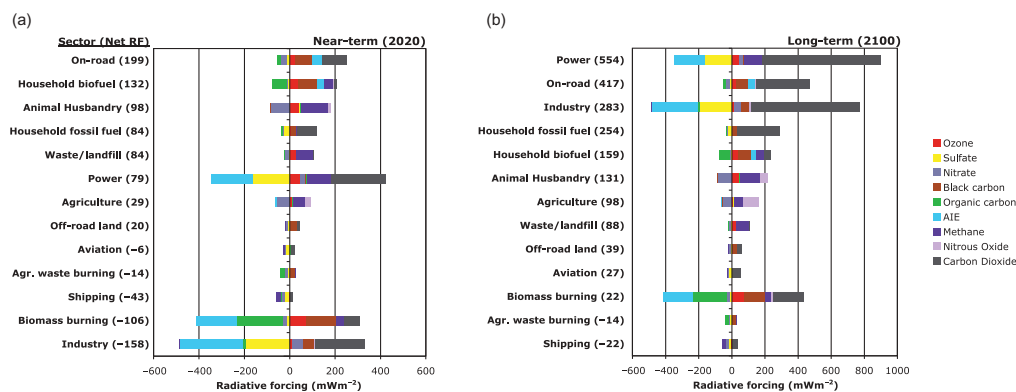 (a)
Sector (Net RF)
Near-term (2020)
On-road (199)
Household biofuel (132)
Animal Husbandry (98)
Household fossil fuel (84)
Waste/landfill (84)
Power (79)
Agriculture (29)
Off-road land (20)
Aviation (−6)
Agr. waste burning (−14)
Shipping (−43)
Biomass burning (−106)
Industry (−158)
−600 −400 −200 0 200 400 600
Radiative forcing (mWm−2)
(b)
Long-term (2100)
Power (554)
On-road (417)
Industry (283)
Household fossil fuel (254)
Household biofuel (159)
Animal Husbandry (131)
Agriculture (98)
Waste/landfill (88)
Off-road land (39)
Aviation (27)
Biomass burning (22)
Agr. waste burning (−14)
Shipping (−22)
−600 −400 −200 0 200 400 600 800 1000
Radiative forcing (mWm−2)
Ozone
Sulfate
Nitrate
Black carbon
Organic carbon
AIE
Methane
Nitrous Oxide
Carbon Dioxide